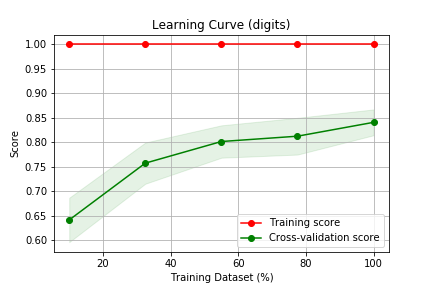 Learning Curve (digits)
1.00
0.95
0.90
0.85
0.80
0.75
0.70
0.65
0.60
Score
Training score
Cross-validation score
20
40
60
80
100
Training Dataset (%)